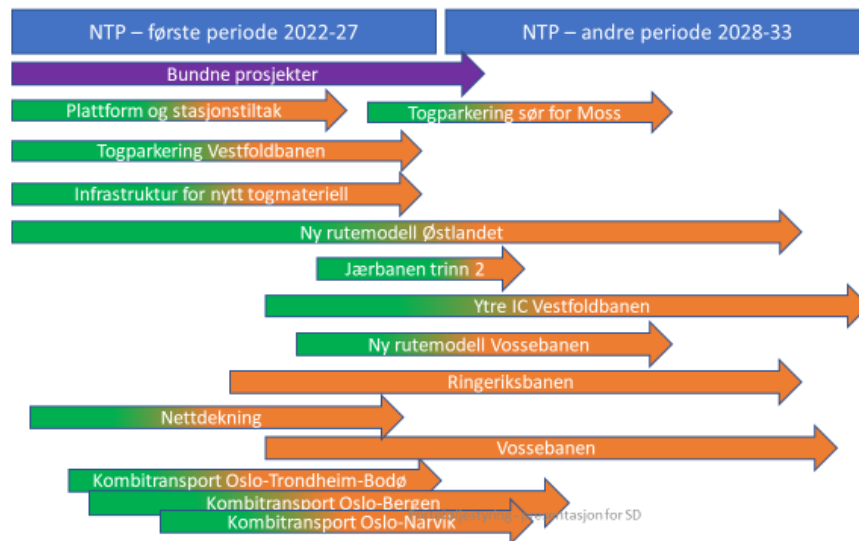 NTP – første periode 2022-27
NTP – andre periode 2028-33
Bundne prosjekter
Plattform og stasjonstiltak
Togparkering sør for Moss
Togparkering Vestfoldbanen
Infrastruktur for nytt togmateriell
Ny rutemodell Østlandet
Jærbanen trinn 2
Ytre IC Vestfoldbanen
Ny rutemodell Vossebanen
Ringeriksbanen
Nettdekning
Vossebanen
Kombitransport Oslo-Trondheim-Bodø
Kombitransport Oslo-Bergen
for SD
Kombitransport Oslo-Narvik